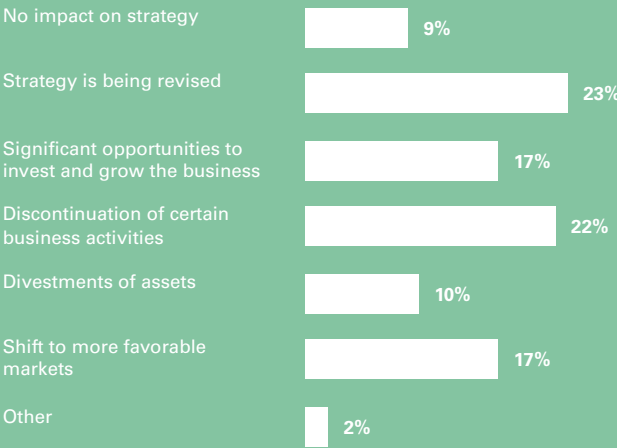 No impact on strategy
9%
Strategy is being revised
23%
Significant opportunities to
invest and grow the business
17%
Discontinuation of certain
business activities
22%
Divestments of assets
10%
Shift to more favorable
markets
17%
Other
2%